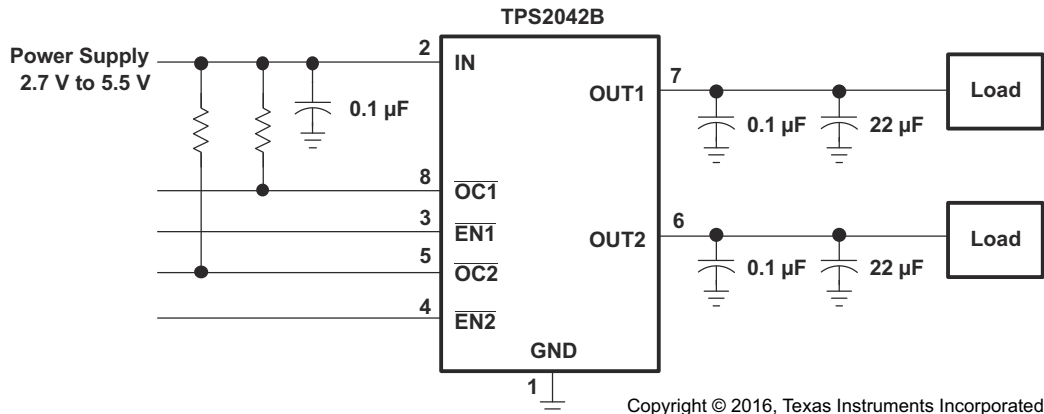 TPS2042B
Power Supply
2.7 V to 5.5 V
2
IN
0.1 µF
8
OC1
3
EN1
5
OC2
4
EN2
GND
1
OUT1
7
0.1 µF
22 µF
Load
OUT2
6
0.1 µF
22 µF
Load
Copyright © 2016, Texas Instruments Incorporated